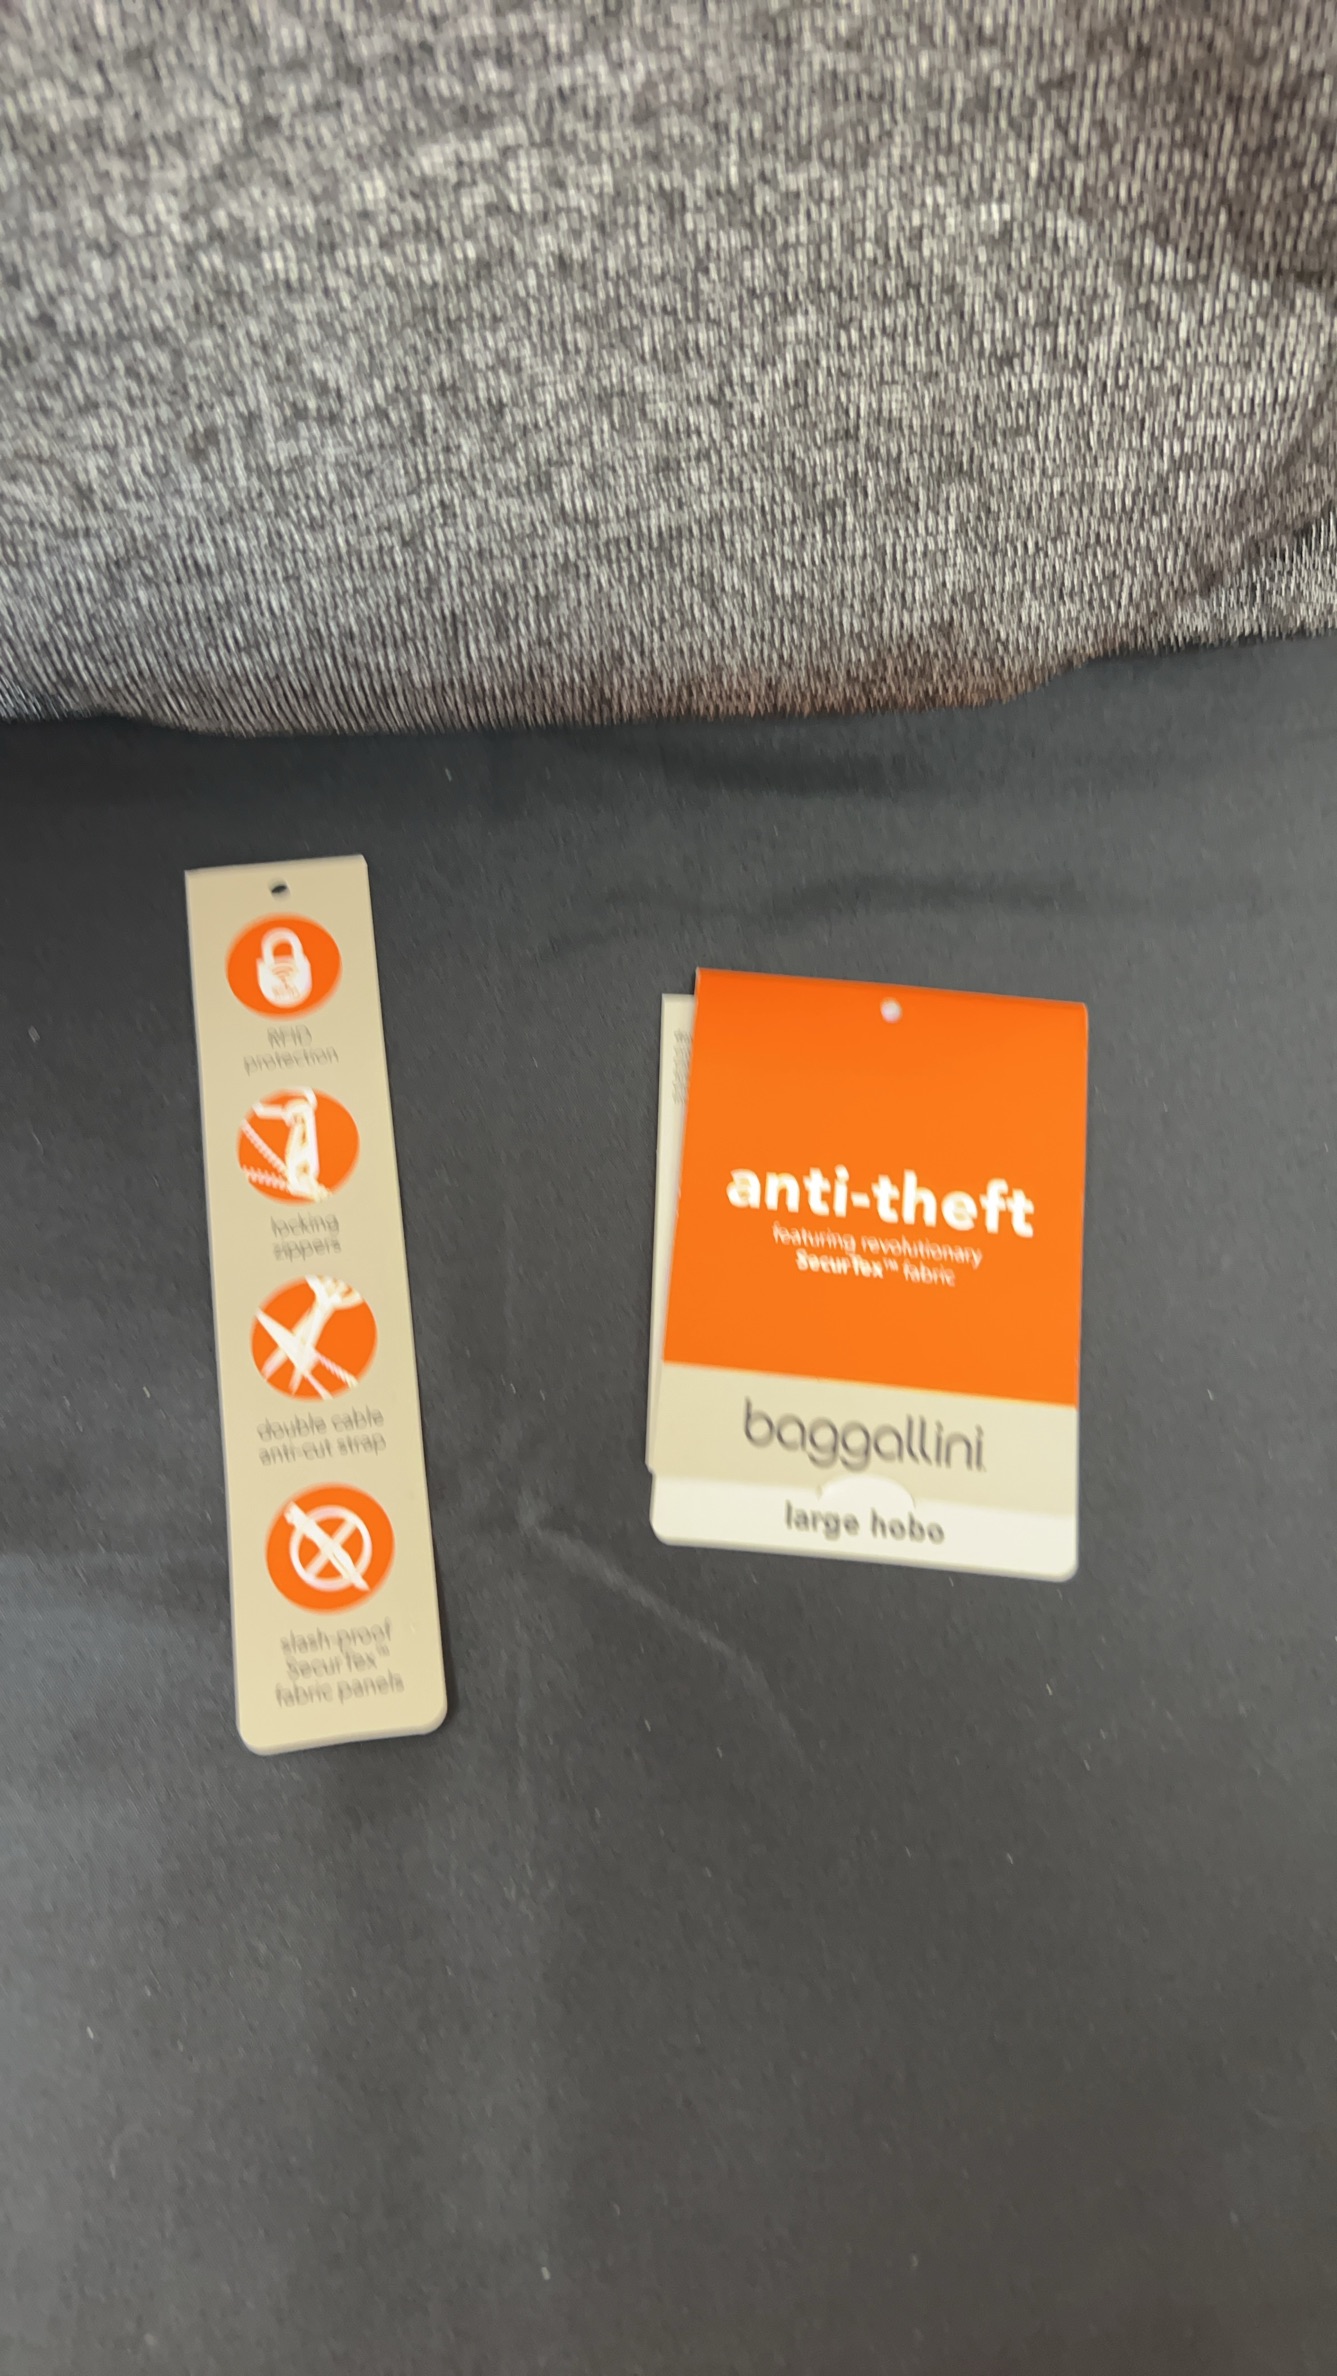 RFID
protection
locking
zippers
double cable
anti-cut strap
slash-proof
SecurTex™
fabric panels
anti-theft
featuring revolutionary
SecurTex™ fabric
baggallini
large hobo